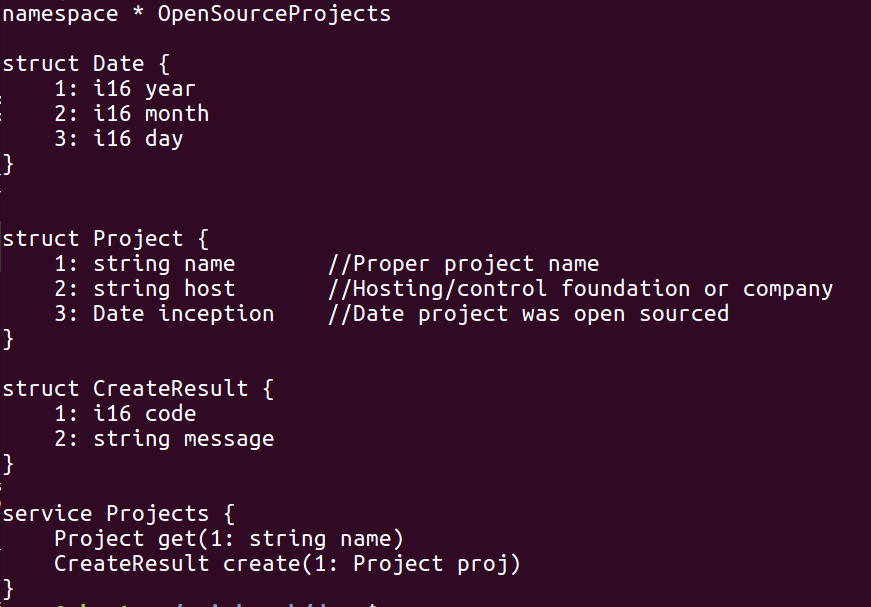 namespace * OpenSourceProjects
struct Date {
    1: i16 year
    2: i16 month
    3: i16 day
}
struct Project {
    1: string name       //Proper project name
    2: string host       //Hosting/control foundation or company
    3: Date inception    //Date project was open sourced
}
struct CreateResult {
    1: i16 code
    2: string message
}
service Projects {
    Project get(1: string name)
    CreateResult create(1: Project proj)
}